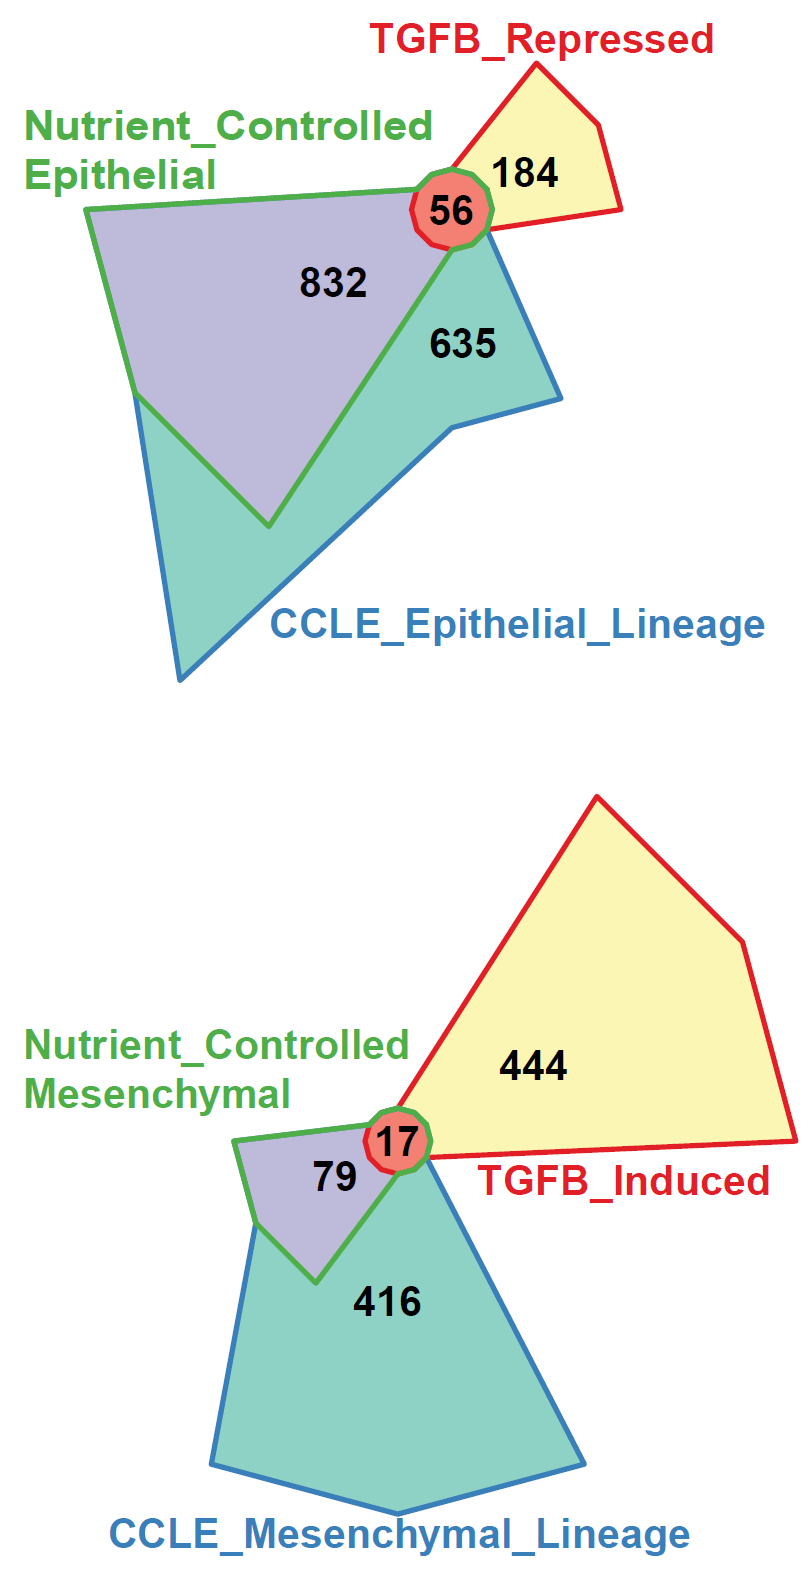 TGFB_Repressed
Nutrient_Controlled
Epithelial
184
56
832
635
CCLE_Epithelial_Lineage
Nutrient_Controlled
Mesenchymal
444
17
79
TGFB_Induced
416
CCLE_Mesenchymal_Lineage